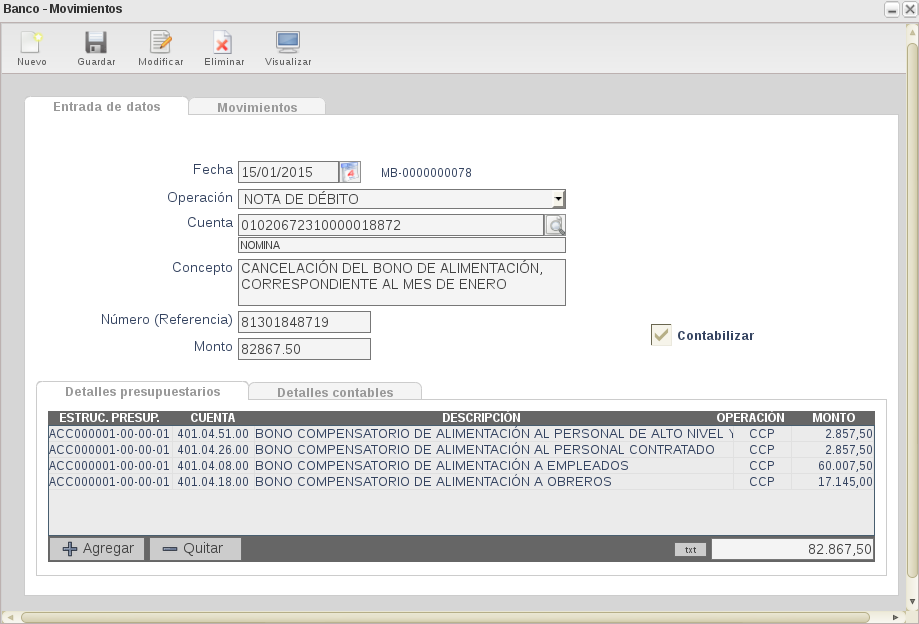 Banco - Movimientos
Nuevo Guardar Modificar Eliminar Visualizar
Entrada de datos Movimientos
Fecha 15/01/2015 MB-0000000078
Operación NOTA DE DÉBITO
Cuenta 01020672310000018872
NOMINA
Concepto CANCELACIÓN DEL BONO DE ALIMENTACIÓN,
CORRESPONDIENTE AL MES DE ENERO
Número (Referencia) 81301848719
Contabilizar
Monto 82867.50
Detalles presupuestarios Detalles contables
ESTRUC. PRESUP. CUENTA DESCRIPCIÓN OPERACIÓN MONTO
ACC000001-00-00-01 401.04.51.00 BONO COMPENSATORIO DE ALIMENTACIÓN AL PERSONAL DE ALTO NIVEL Y CCP 2.857,50
ACC000001-00-00-01 401.04.26.00 BONO COMPENSATORIO DE ALIMENTACIÓN AL PERSONAL CONTRATADO CCP 2.857,50
ACC000001-00-00-01 401.04.08.00 BONO COMPENSATORIO DE ALIMENTACIÓN A EMPLEADOS CCP 60.007,50
ACC000001-00-00-01 401.04.18.00 BONO COMPENSATORIO DE ALIMENTACIÓN A OBREROS CCP 17.145,00
Agregar Quitar txt 82.867,50